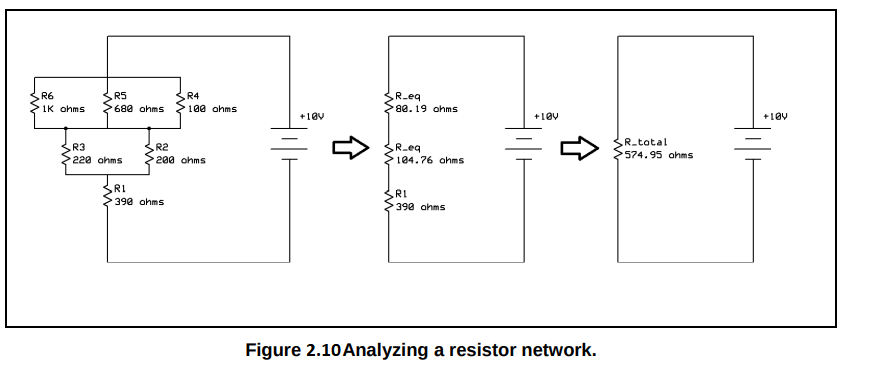 R6
1K ohms
R5
680 ohms
R4
100 ohms
+10V
R3
220 ohms
R2
200 ohms
R1
390 ohms
R_eq
80.19 ohms
+10V
R_eq
104.76 ohms
R1
390 ohms
+10V
R_total
574.95 ohms
Figure 2.10Analyzing a resistor network.